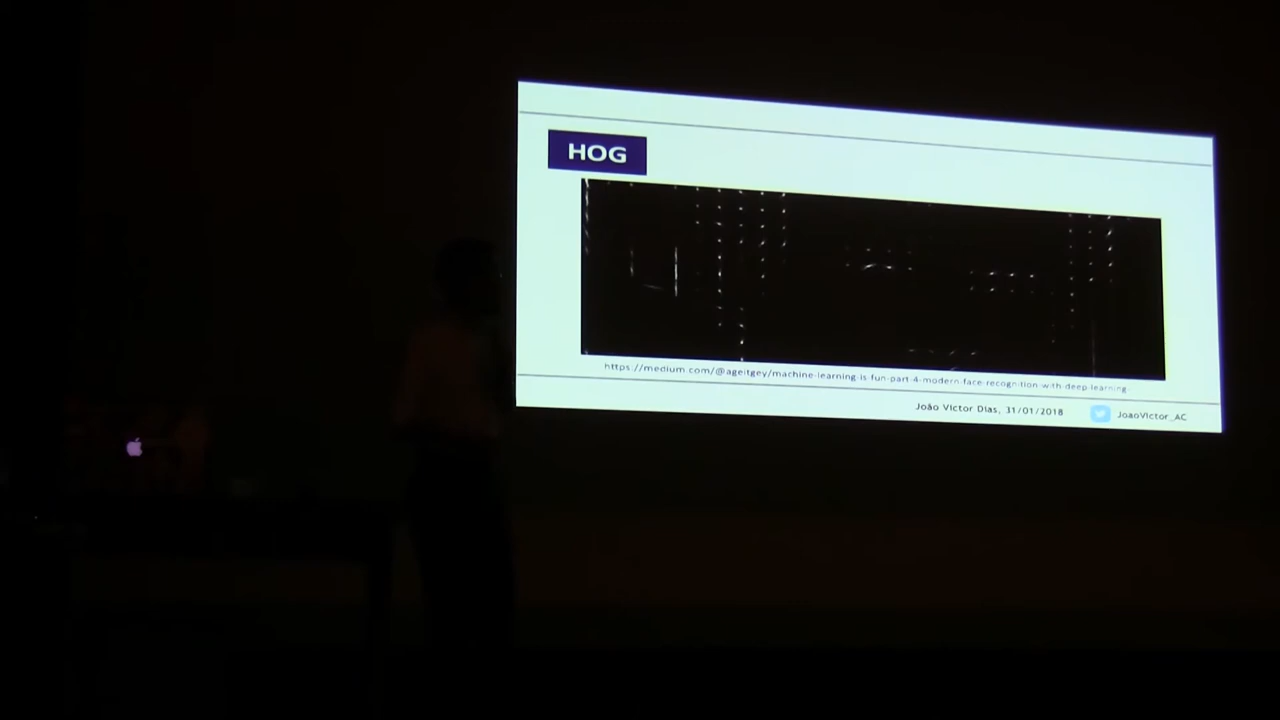 HOG
https://medium.com/@ageitgey/machine-learning-is-fun-part-4-modern-face-recognition-with-deep-learning-
João Victor Dias, 31/01/2018
JoaoVictor_AC